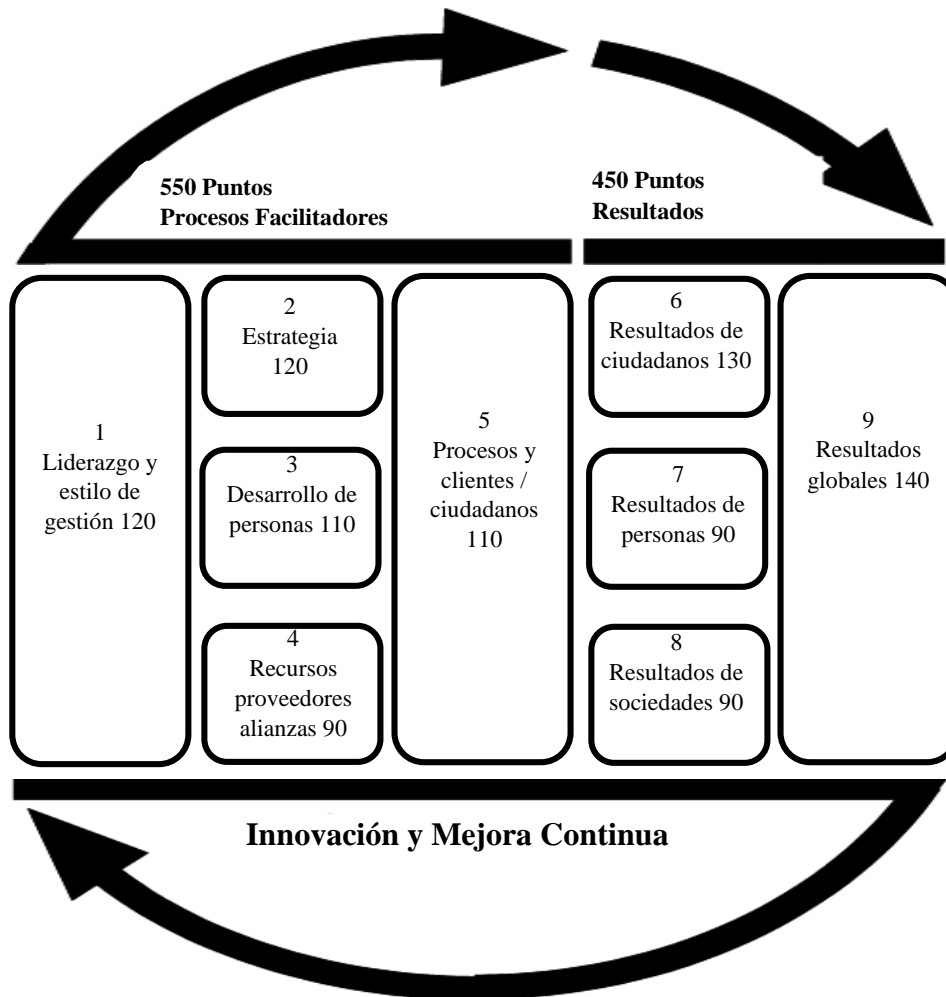 550 Puntos
Procesos Facilitadores
450 Puntos
Resultados
1
Liderazgo y
estilo de
gestión 120
2
Estrategia
120
3
Desarrollo de
personas 110
4
Recursos
proveedores
alianzas 90
5
Procesos y
clientes /
ciudadanos
110
6
Resultados de
ciudadanos 130
7
Resultados de
personas 90
8
Resultados de
sociedades 90
9
Resultados
globales 140
Innovación y Mejora Continua